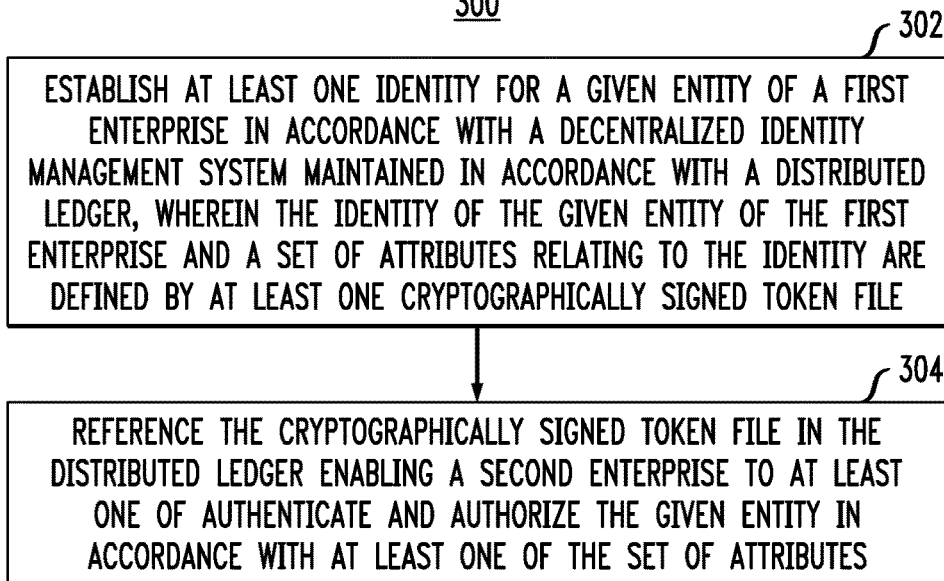 300
302
ESTABLISH AT LEAST ONE IDENTITY FOR A GIVEN ENTITY OF A FIRST
ENTERPRISE IN ACCORDANCE WITH A DECENTRALIZED IDENTITY
MANAGEMENT SYSTEM MAINTAINED IN ACCORDANCE WITH A DISTRIBUTED
LEDGER, WHEREIN THE IDENTITY OF THE GIVEN ENTITY OF THE FIRST
ENTERPRISE AND A SET OF ATTRIBUTES RELATING TO THE IDENTITY ARE
DEFINED BY AT LEAST ONE CRYPTOGRAPHICALLY SIGNED TOKEN FILE
304
REFERENCE THE CRYPTOGRAPHICALLY SIGNED TOKEN FILE IN THE
DISTRIBUTED LEDGER ENABLING A SECOND ENTERPRISE TO AT LEAST
ONE OF AUTHENTICATE AND AUTHORIZE THE GIVEN ENTITY IN
ACCORDANCE WITH AT LEAST ONE OF THE SET OF ATTRIBUTES